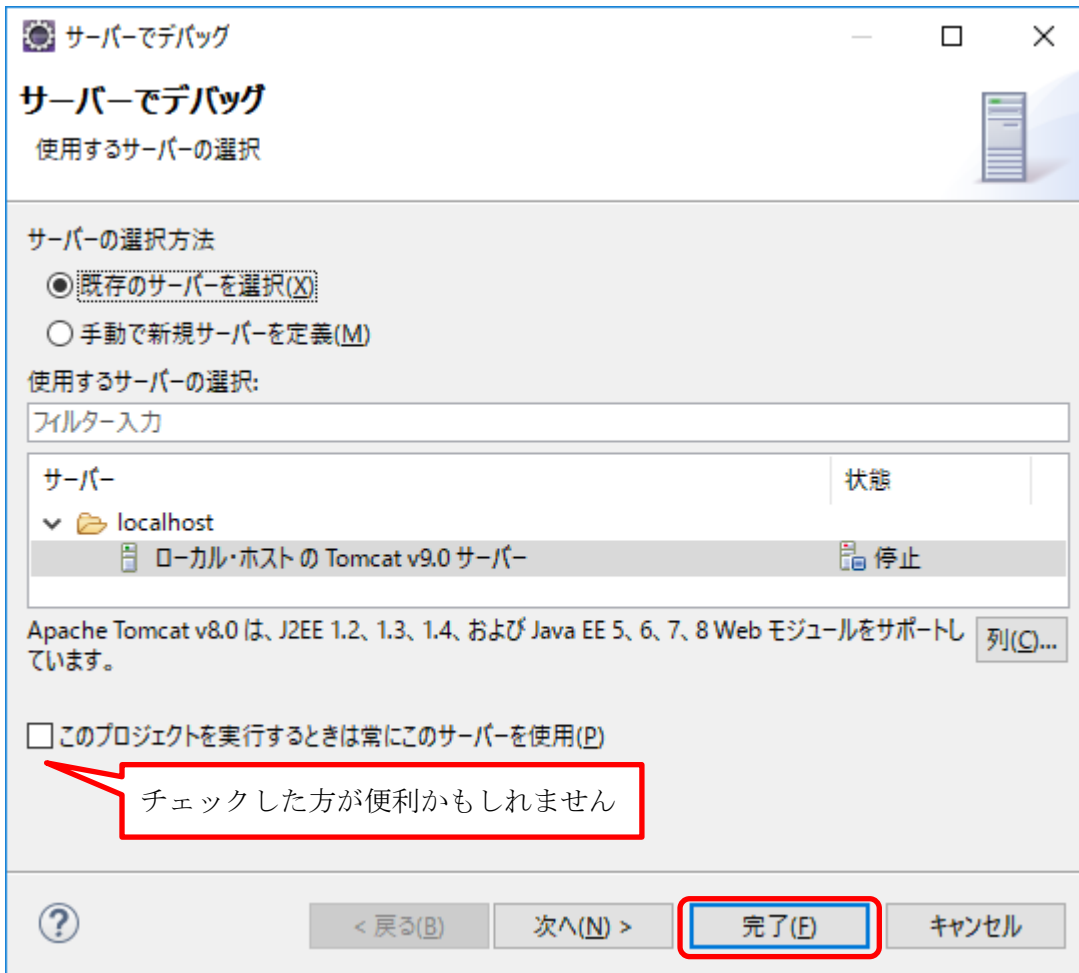 サーバーでデバッグ
サーバーでデバッグ
使用するサーバーの選択
サーバーの選択方法
既存のサーバーを選択(X)
手動で新規サーバーを定義(M)
使用するサーバーの選択:
フィルター入力
サーバー 状態
localhost
ローカル・ホスト の Tomcat v9.0 サーバー 停止
Apache Tomcat v8.0 は、J2EE 1.2、1.3、1.4、および Java EE 5、6、7、8 Web モジュールをサポートし
ています。
列(C)...
このプロジェクトを実行するときは常にこのサーバーを使用(P)
チェックした方が便利かもしれません
? < 戻る(B) 次へ(N) > 完了(F) キャンセル